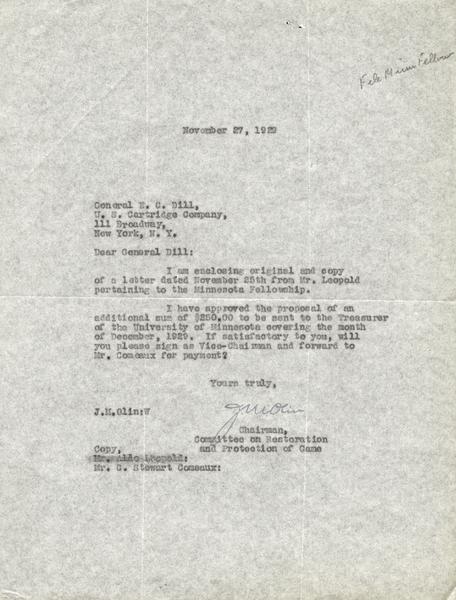 File Minn Fellow
November 27, 1929
General E. C. Dill,
U. S. Cartridge Company,
111 Broadway,
New York, N. Y.
Dear General Dill:
I am enclosing original and copy
of a letter dated November 25th from Mr. Leopold
pertaining to the Minnesota Fellowship.
I have approved the proposal of an
additional sum of $250.00 to be sent to the Treasurer
of the University of Minnesota covering the month
of December, 1929. If satisfactory to you, will
you please sign as Vice-Chairman and forward to
Mr. Comeaux for payment?
Yours truly,
J.M.Olin:W
JM Olin
Chairman,
Committee on Restoration
and Protection of Game
Copy,
Mr. Aldo Leopold:
Mr. C. Stewart Comeaux: